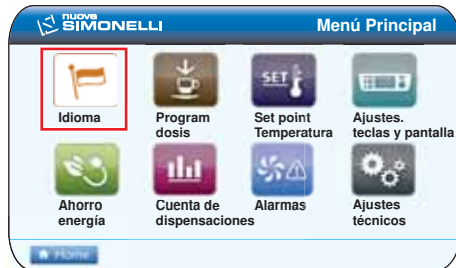 nuova
SIMONELLI
Menú Principal
SET
Idioma
Program
dosis
Set point
Temperatura
Ajustes.
teclas y pantalla
Ahorro
energía
Cuenta de
dispensaciones
Alarmas
Ajustes
técnicos
Home